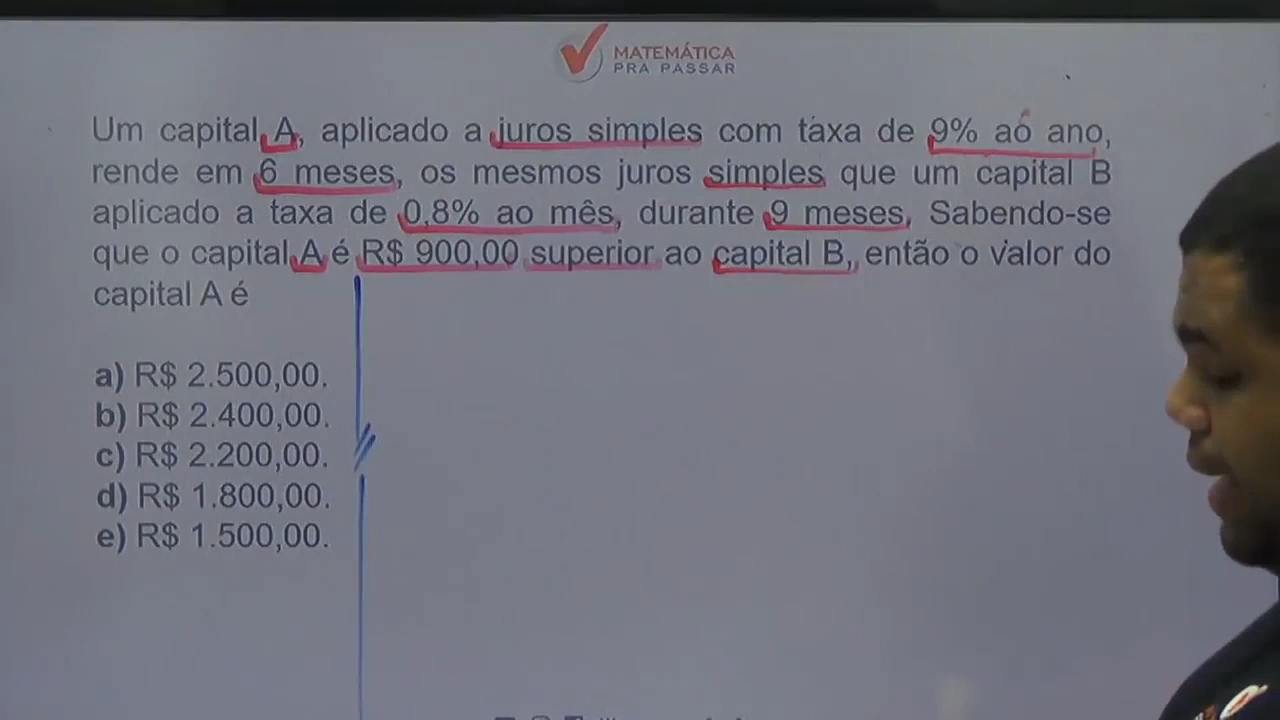 MATEMÁTICA
PRA PASSAR
Um capital A, aplicado a juros simples com taxa de 9% ao ano,
rende em 6 meses, os mesmos juros simples que um capital B
aplicado a taxa de 0,8% ao mês, durante 9 meses. Sabendo-se
que o capital A é R$ 900,00 superior ao capital B, então o valor do
capital A é
a) R$ 2.500,00.
b) R$ 2.400,00.
c) R$ 2.200,00.
d) R$ 1.800,00.
e) R$ 1.500,00.